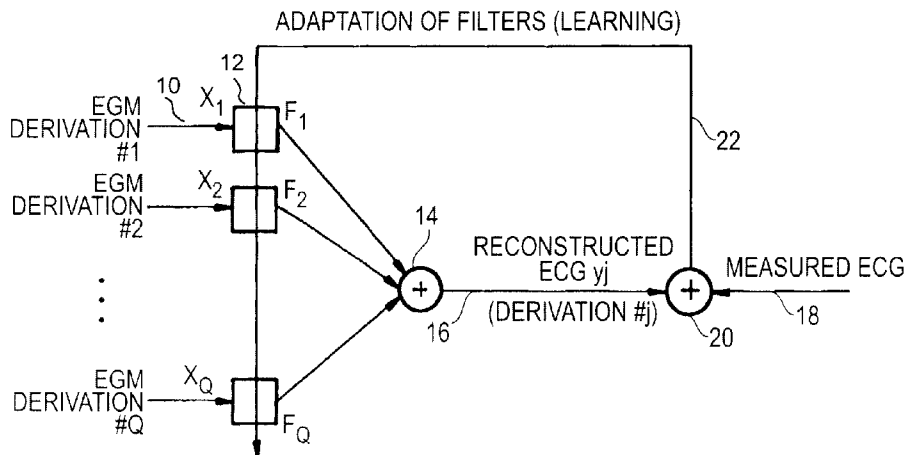 ADAPTATION OF FILTERS (LEARNING)
12
10
EGM
DERIVATION
#1
X1
F1
22
EGM
DERIVATION
#2
X2
F2
14
RECONSTRUCTED
ECG yj
(DERIVATION #j)
MEASURED ECG
+
+
16
18
20
EGM
DERIVATION
#Q
XQ
FQ